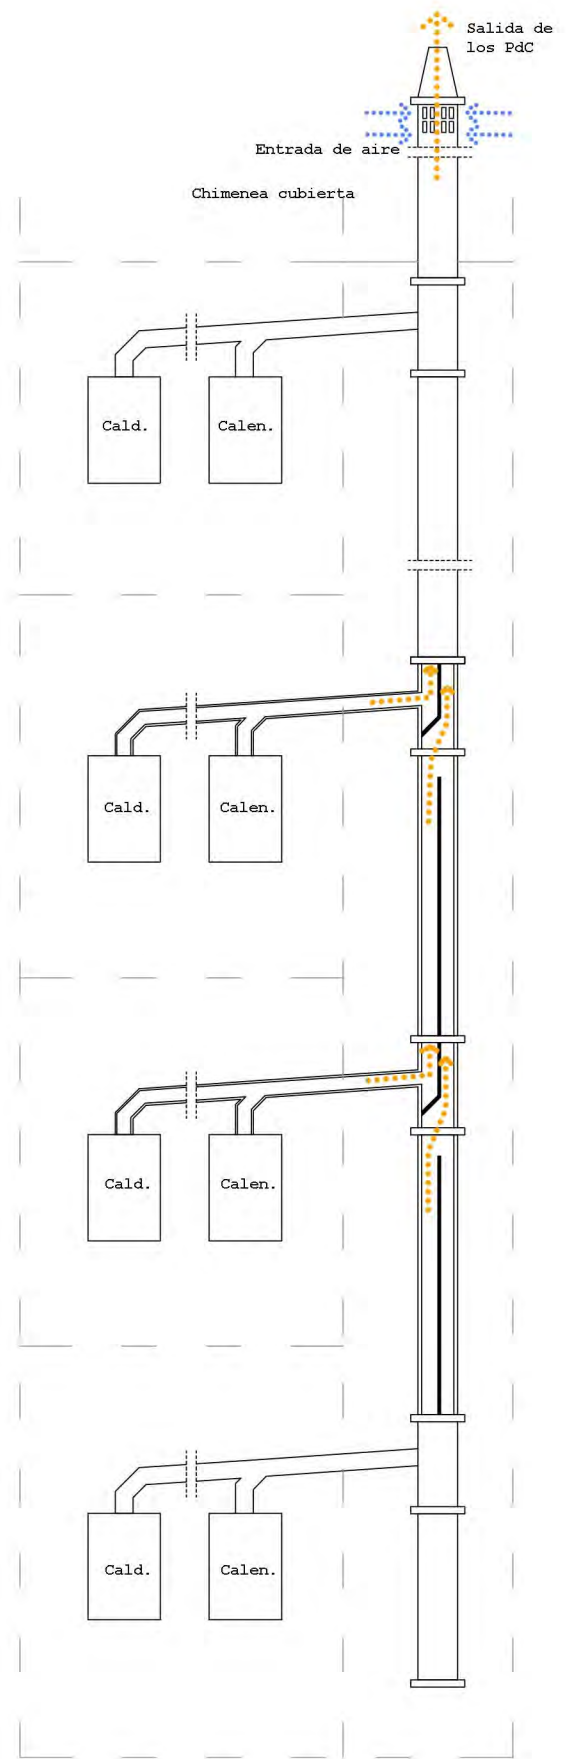 Salida de
los PdC
Entrada de aire
Chimenea cubierta
Cald.
Calen.
Cald.
Calen.
Cald.
Calen.
Cald.
Calen.